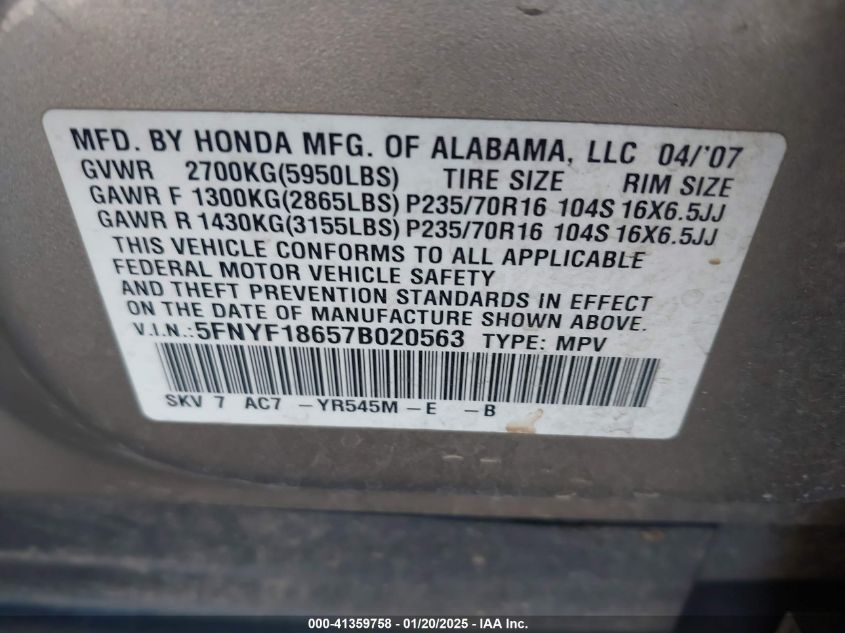 MFD. BY HONDA MFG. OF ALABAMA, LLC 04/'07
GVWR 2700KG(5950LBS) TIRE SIZE RIM SIZE
GAWR F 1300KG(2865LBS) P235/70R16 104S 16X6.5JJ
GAWR R 1430KG(3155LBS) P235/70R16 104S 16X6.5JJ
THIS VEHICLE CONFORMS TO ALL APPLICABLE
FEDERAL MOTOR VEHICLE SAFETY
AND THEFT PREVENTION STANDARDS IN EFFECT
ON THE DATE OF MANUFACTURE SHOWN ABOVE.
V.I.N.:5FNYF18657B020563 TYPE: MPV
SKV 7 AC7 -YR545M -E -B
000-41359758 - 01/20/2025 - IAA Inc.